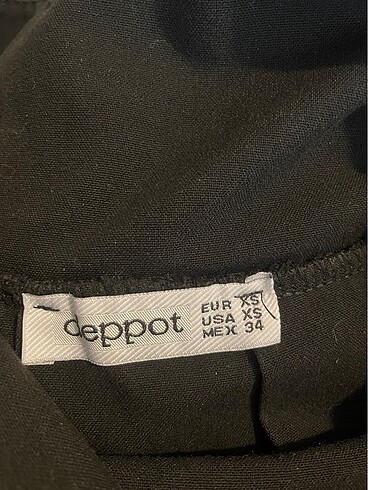 deppot
EUR XS
USA XS
MEX 34